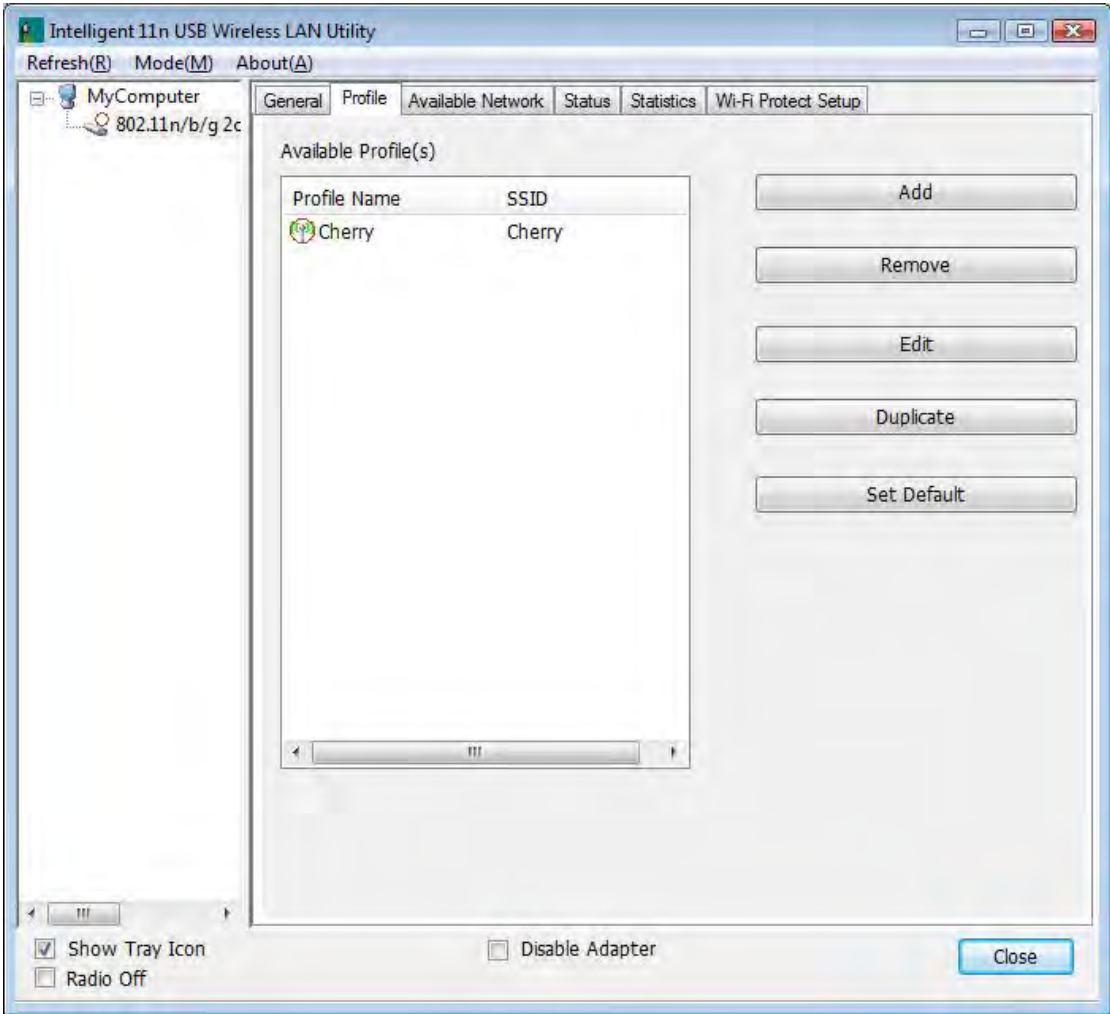 Intelligent 11n USB Wireless LAN Utility
Refresh(R) Mode(M) About(A)
MyComputer
802.11n/b/g 2c
General Profile Available Network Status Statistics Wi-Fi Protect Setup
Available Profile(s)
Profile Name SSID
Cherry Cherry
Add
Remove
Edit
Duplicate
Set Default
Show Tray Icon
Radio Off
Disable Adapter
Close